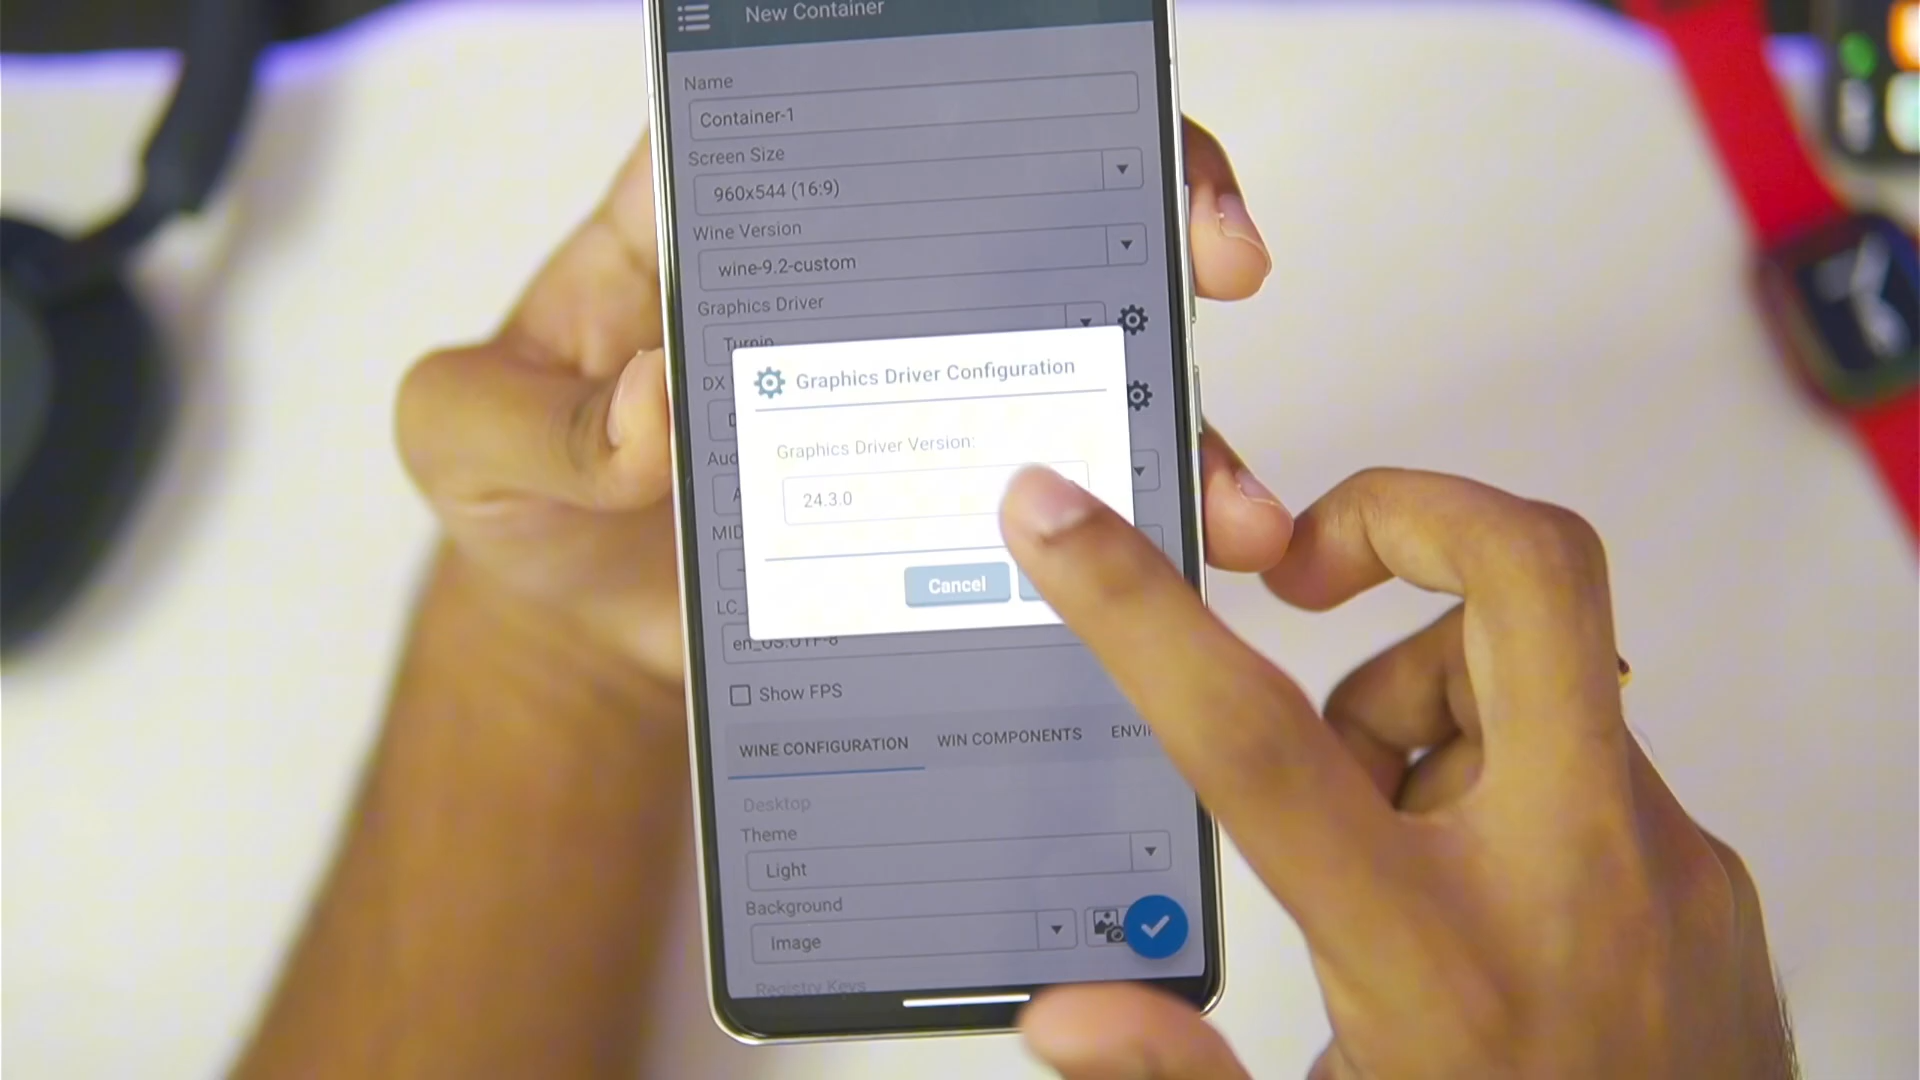 New Container
Name
Container-1
Screen Size
960x544 (16:9)
Wine Version
wine-9.2-custom
Graphics Driver
Turnip
DX
Graphics Driver Configuration
Graphics Driver Version:
24.3.0
Cancel
Aud
MID
LC_
en_US.UTF-8
Show FPS
WINE CONFIGURATION
WIN COMPONENTS
ENVI
Desktop
Theme
Light
Background
Image
Registry Keys